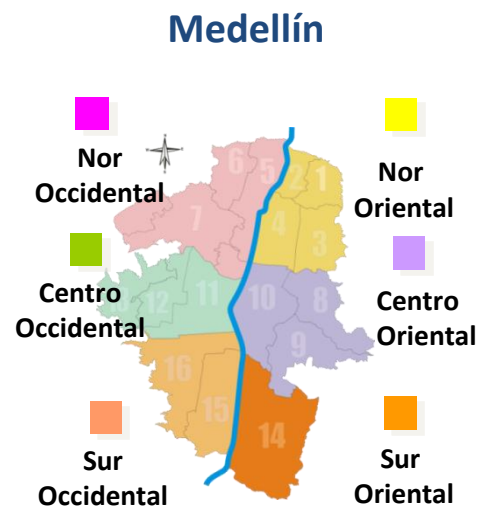 Medellín
Nor
Occidental
Nor
Oriental
6
5
2
1
7
4
3
Centro
Occidental
12
11
10
8
9
Centro
Oriental
16
15
14
Sur
Occidental
Sur
Oriental